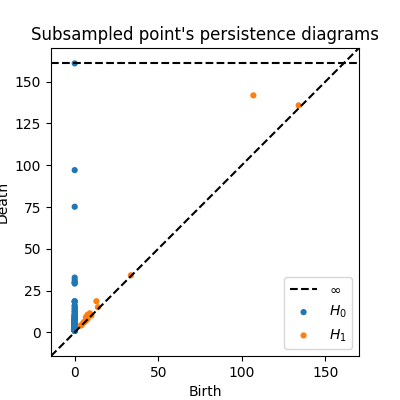 Subsampled point's persistence diagrams
Death
150
125
100
75
50
25
0
∞
H₀
H₁
0 50 100 150
Birth